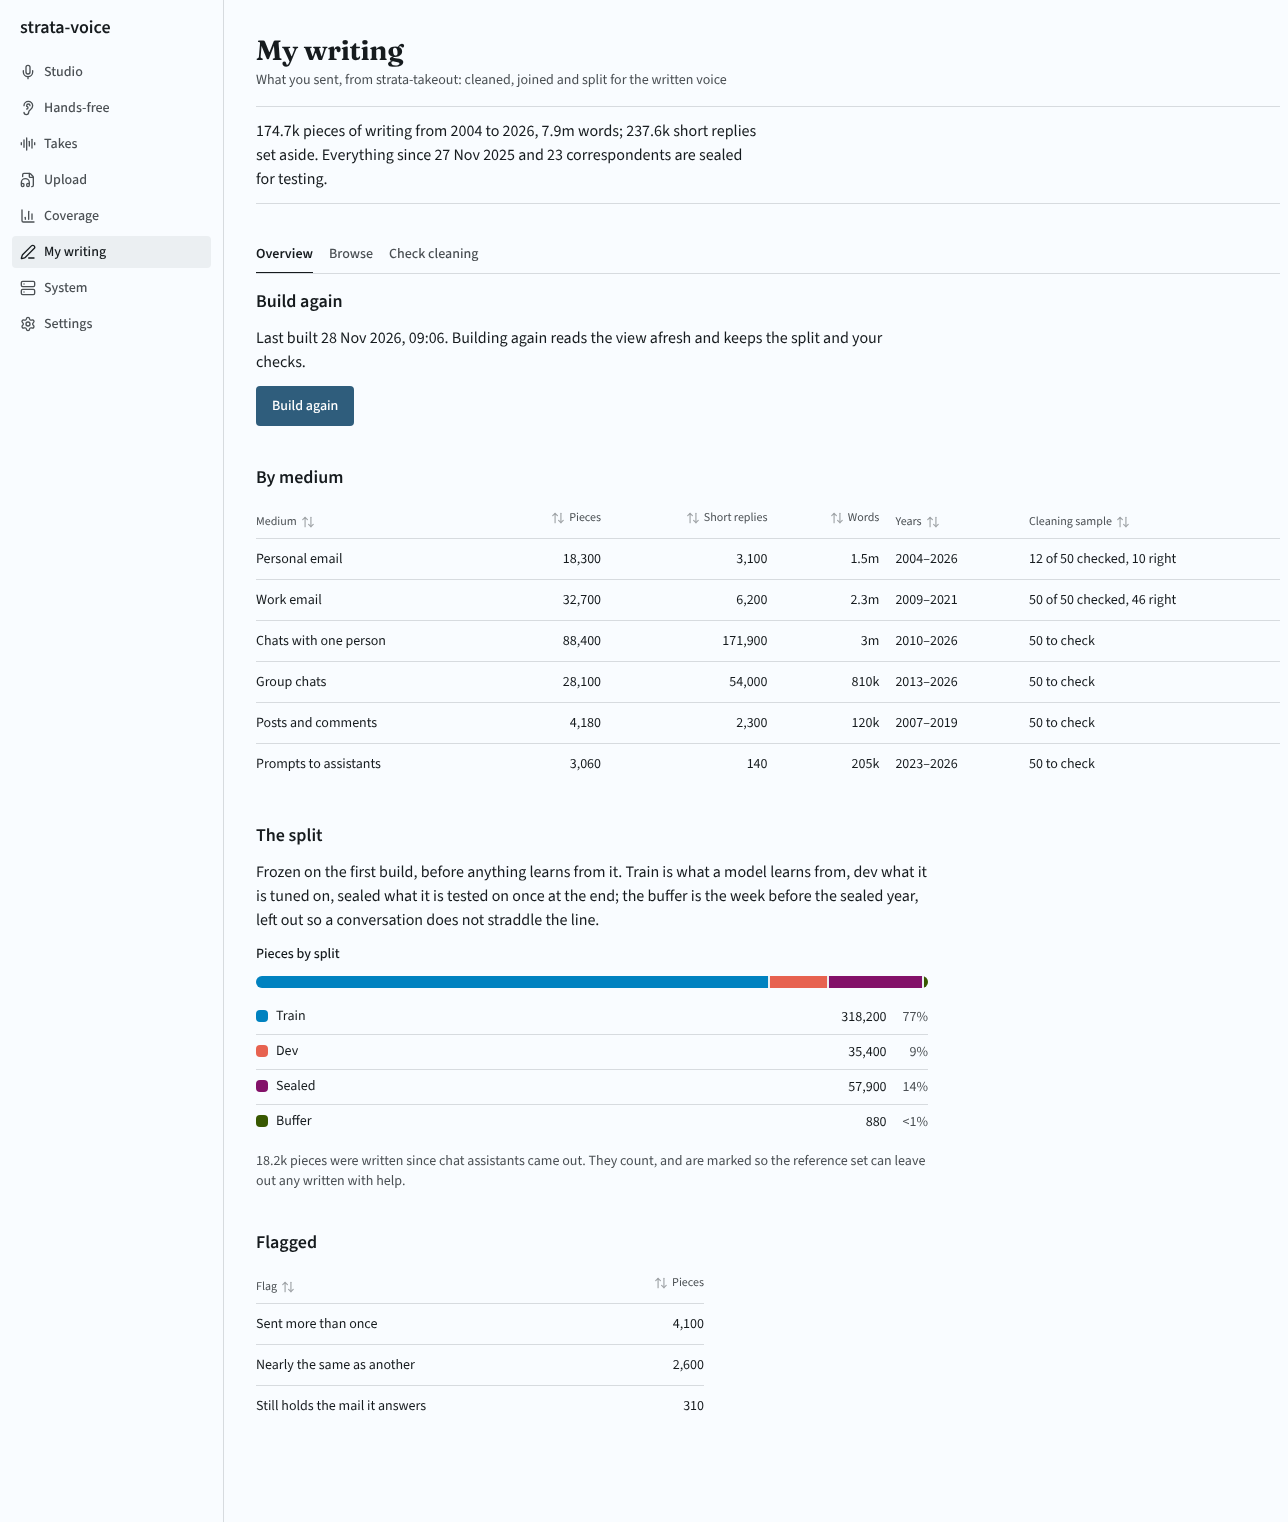 strata-voice
Studio
Hands-free
Takes
Upload
Coverage
My writing
System
Settings
My writing
What you sent, from strata-takeout: cleaned, joined and split for the written voice
174.7k pieces of writing from 2004 to 2026, 7.9m words; 237.6k short replies
set aside. Everything since 27 Nov 2025 and 23 correspondents are sealed
for testing.
Overview Browse Check cleaning
Build again
Last built 28 Nov 2026, 09:06. Building again reads the view afresh and keeps the split and your
checks.
Build again
By medium
Medium Pieces Short replies Words Years Cleaning sample
Personal email 18,300 3,100 1.5m 2004–2026 12 of 50 checked, 10 right
Work email 32,700 6,200 2.3m 2009–2021 50 of 50 checked, 46 right
Chats with one person 88,400 171,900 3m 2010–2026 50 to check
Group chats 28,100 54,000 810k 2013–2026 50 to check
Posts and comments 4,180 2,300 120k 2007–2019 50 to check
Prompts to assistants 3,060 140 205k 2023–2026 50 to check
The split
Frozen on the first build, before anything learns from it. Train is what a model learns from, dev what it
is tuned on, sealed what it is tested on once at the end; the buffer is the week before the sealed year,
left out so a conversation does not straddle the line.
Pieces by split
Train 318,200 77%
Dev 35,400 9%
Sealed 57,900 14%
Buffer 880 <1%
18.2k pieces were written since chat assistants came out. They count, and are marked so the reference set can leave
out any written with help.
Flagged
Flag Pieces
Sent more than once 4,100
Nearly the same as another 2,600
Still holds the mail it answers 310